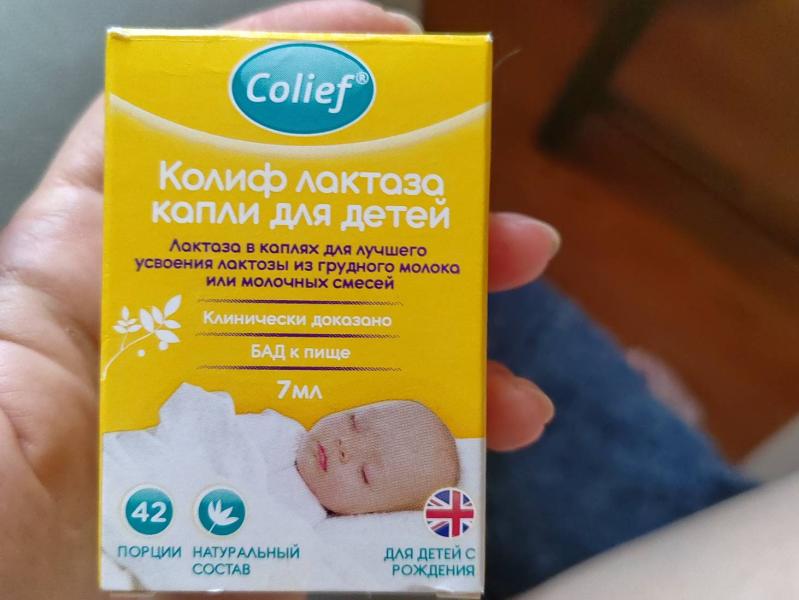 Colief®
Колиф лактаза
капли для детей
Лактаза в каплях для лучшего
усвоения лактозы из грудного молока
или молочных смесей
Клинически доказано
БАД к пище
7мл
42
ПОРЦИИ
НАТУРАЛЬНЫЙ
СОСТАВ
ДЛЯ ДЕТЕЙ С
РОЖДЕНИЯ